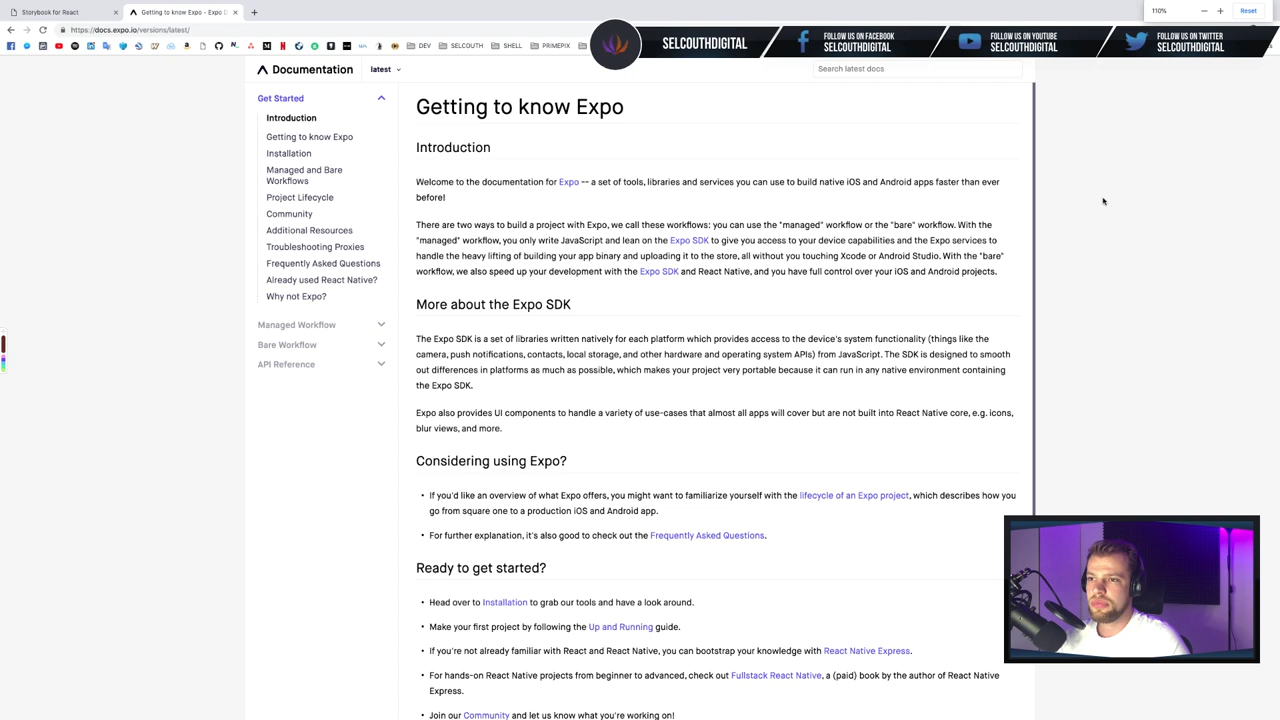 Storybook for React
Getting to know Expo - Expo D
110%
Reset
https://docs.expo.io/versions/latest/
DEV
SELCOUTH
SHELL
PRIMEPIX
SELCOUTHDIGITAL
FOLLOW US ON FACEBOOK
SELCOUTHDIGITAL
FOLLOW US ON YOUTUBE
SELCOUTHDIGITAL
FOLLOW US ON TWITTER
SELCOUTHDIGITAL
Documentation
latest
Search latest docs
Get Started
Introduction
Getting to know Expo
Installation
Managed and Bare
Workflows
Project Lifecycle
Community
Additional Resources
Troubleshooting Proxies
Frequently Asked Questions
Already used React Native?
Why not Expo?
Managed Workflow
Bare Workflow
API Reference
Getting to know Expo
Introduction
Welcome to the documentation for Expo -- a set of tools, libraries and services you can use to build native iOS and Android apps faster than ever
before!
There are two ways to build a project with Expo, we call these workflows: you can use the "managed" workflow or the "bare" workflow. With the
"managed" workflow, you only write JavaScript and lean on the Expo SDK to give you access to your device capabilities and the Expo services to
handle the heavy lifting of building your app binary and uploading it to the store, all without you touching Xcode or Android Studio. With the "bare"
workflow, we also speed up your development with the Expo SDK and React Native, and you have full control over your iOS and Android projects.
More about the Expo SDK
The Expo SDK is a set of libraries written natively for each platform which provides access to the device's system functionality (things like the
camera, push notifications, contacts, local storage, and other hardware and operating system APIs) from JavaScript. The SDK is designed to smooth
out differences in platforms as much as possible, which makes your project very portable because it can run in any native environment containing
the Expo SDK.
Expo also provides UI components to handle a variety of use-cases that almost all apps will cover but are not built into React Native core, e.g. icons,
blur views, and more.
Considering using Expo?
• If you'd like an overview of what Expo offers, you might want to familiarize yourself with the lifecycle of an Expo project, which describes how you
go from square one to a production iOS and Android app.
• For further explanation, it's also good to check out the Frequently Asked Questions.
Ready to get started?
• Head over to Installation to grab our tools and have a look around.
• Make your first project by following the Up and Running guide.
• If you're not already familiar with React and React Native, you can bootstrap your knowledge with React Native Express.
• For hands-on React Native projects from beginner to advanced, check out Fullstack React Native, a (paid) book by the author of React Native
Express.
• Join our Community and let us know what you're working on!